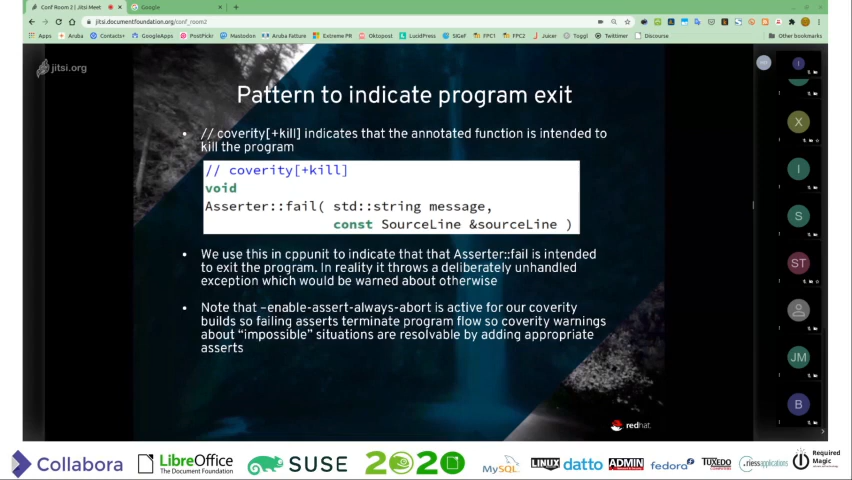 Conf Room 2 | Jitsi Meet
Google
jitsi.documentfoundation.org/conf_room2
Apps
Aruba
Contacts+
GoogleApps
PostPickr
Mastodon
Aruba Fatture
Extreme PR
Oktopost
LucidPress
SIGef
FPC1
FPC2
Juicer
Toggl
Twittimer
Discourse
Other bookmarks
jitsi.org
Pattern to indicate program exit
• // coverity[+kill] indicates that the annotated function is intended to
kill the program
// coverity[+kill]
void
Asserter::fail( std::string message,
const SourceLine &sourceLine )
• We use this in cppunit to indicate that that Asserter::fail is intended
to exit the program. In reality it throws a deliberately unhandled
exception which would be warned about otherwise
• Note that –enable-assert-always-abort is active for our coverity
builds so failing asserts terminate program flow so coverity warnings
about “impossible” situations are resolvable by adding appropriate
asserts
redhat.
I
X
I
S
ST
JM
B
Collabora
LibreOffice
The Document Foundation
SUSE
2020
MySQL
LINUX
datto
ADMIN
fedora
TUXEDO
COMPUTERS
riessapplications
Required
Magic